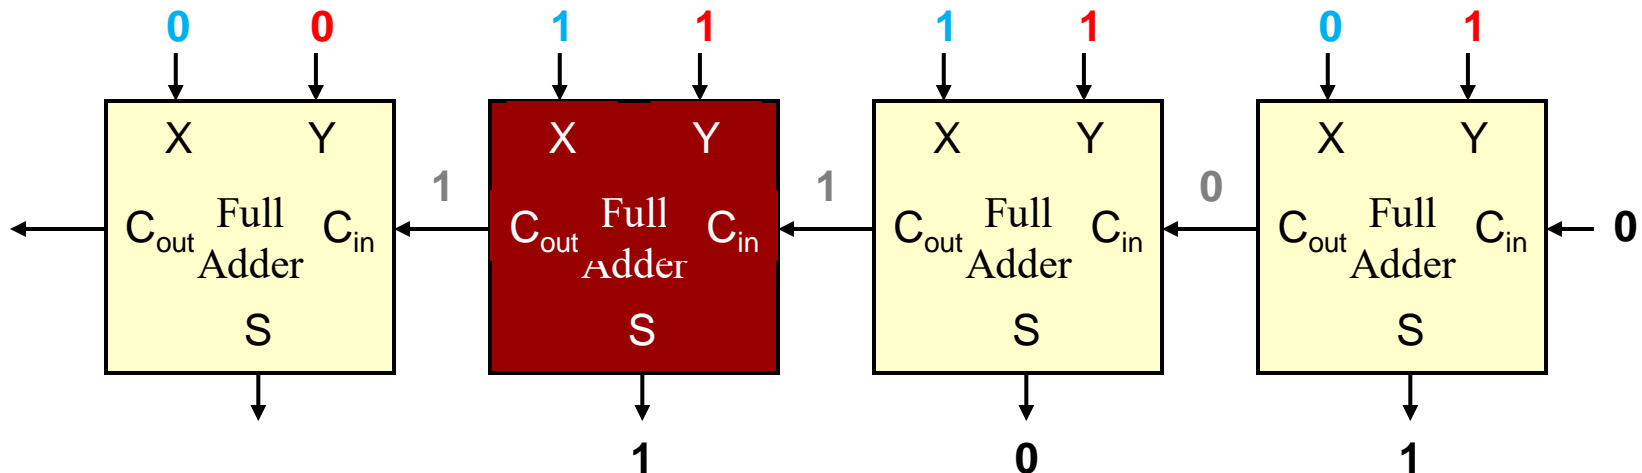 0 0 1 1 1 1 0 1
X Y X Y X Y X Y
1 1 0
Cout Full Adder Cin Cout Full Adder Cin Cout Full Adder Cin Cout Full Adder Cin 0
S S S S
1 0 1